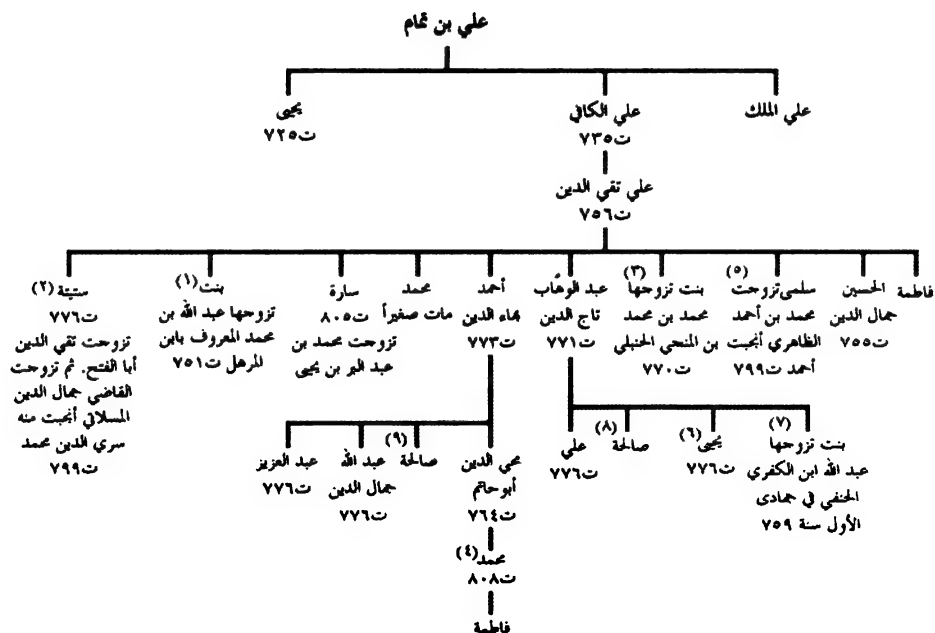 علي بن تمام
علي الملك
علي الكافي
ت٧٣٥
يحيى
ت٧٢٥
علي تقي الدين
ت٧٥٦
فاطمة
الحسين
جمال الدين
ت٧٥٥
(٥) سلمى تزوجت
محمد بن أحمد
الظاهري أنجبت
أحمد ت٧٩٩
(٣) بنت تزوجها
محمد بن محمد
بن المنجي الحنبلي
ت٧٧٠
عبد الوهاب
تاج الدين
ت٧٧١
أحمد
بهاء الدين
ت٧٧٣
محمد
مات صغيراً
سارة
ت٨٠٥
تزوجت محمد بن
عبد البر بن يحيى
بنت (١)
تزوجها عبد الله بن
محمد المعروف بابن
المرهل ت٧٥١
ستيتة (٢)
ت٧٧٦
تزوجت تقي الدين
أبا الفتح. ثم تزوجت
القاضي جمال الدين
المسلاتي أنجبت منه
سري الدين محمد
ت٧٩٩
(٧)
بنت تزوجها
عبد الله ابن الكفري
الحنفي في جمادى
الأول سنة ٧٥٩
يحيى (٦)
ت٧٧٦
صالحة (٨)
علي
ت٧٧٦
محي الدين
أبو حاتم
ت٧٦٤
صالحة (٩)
عبد الله
جمال الدين
ت٧٧٦
عبد العزيز
ت٧٧٦
محمد (٤)
ت٨٠٨
فاطمة